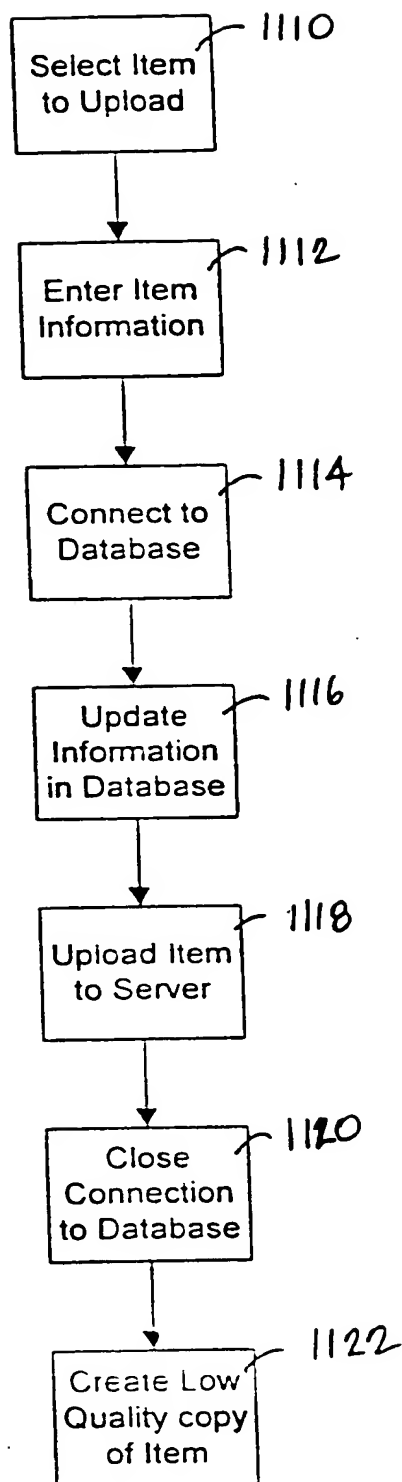 1110
Select Item
to Upload
1112
Enter Item
Information
1114
Connect to
Database
1116
Update
Information
in Database
1118
Upload Item
to Server
1120
Close
Connection
to Database
1122
Create Low
Quality copy
of Item